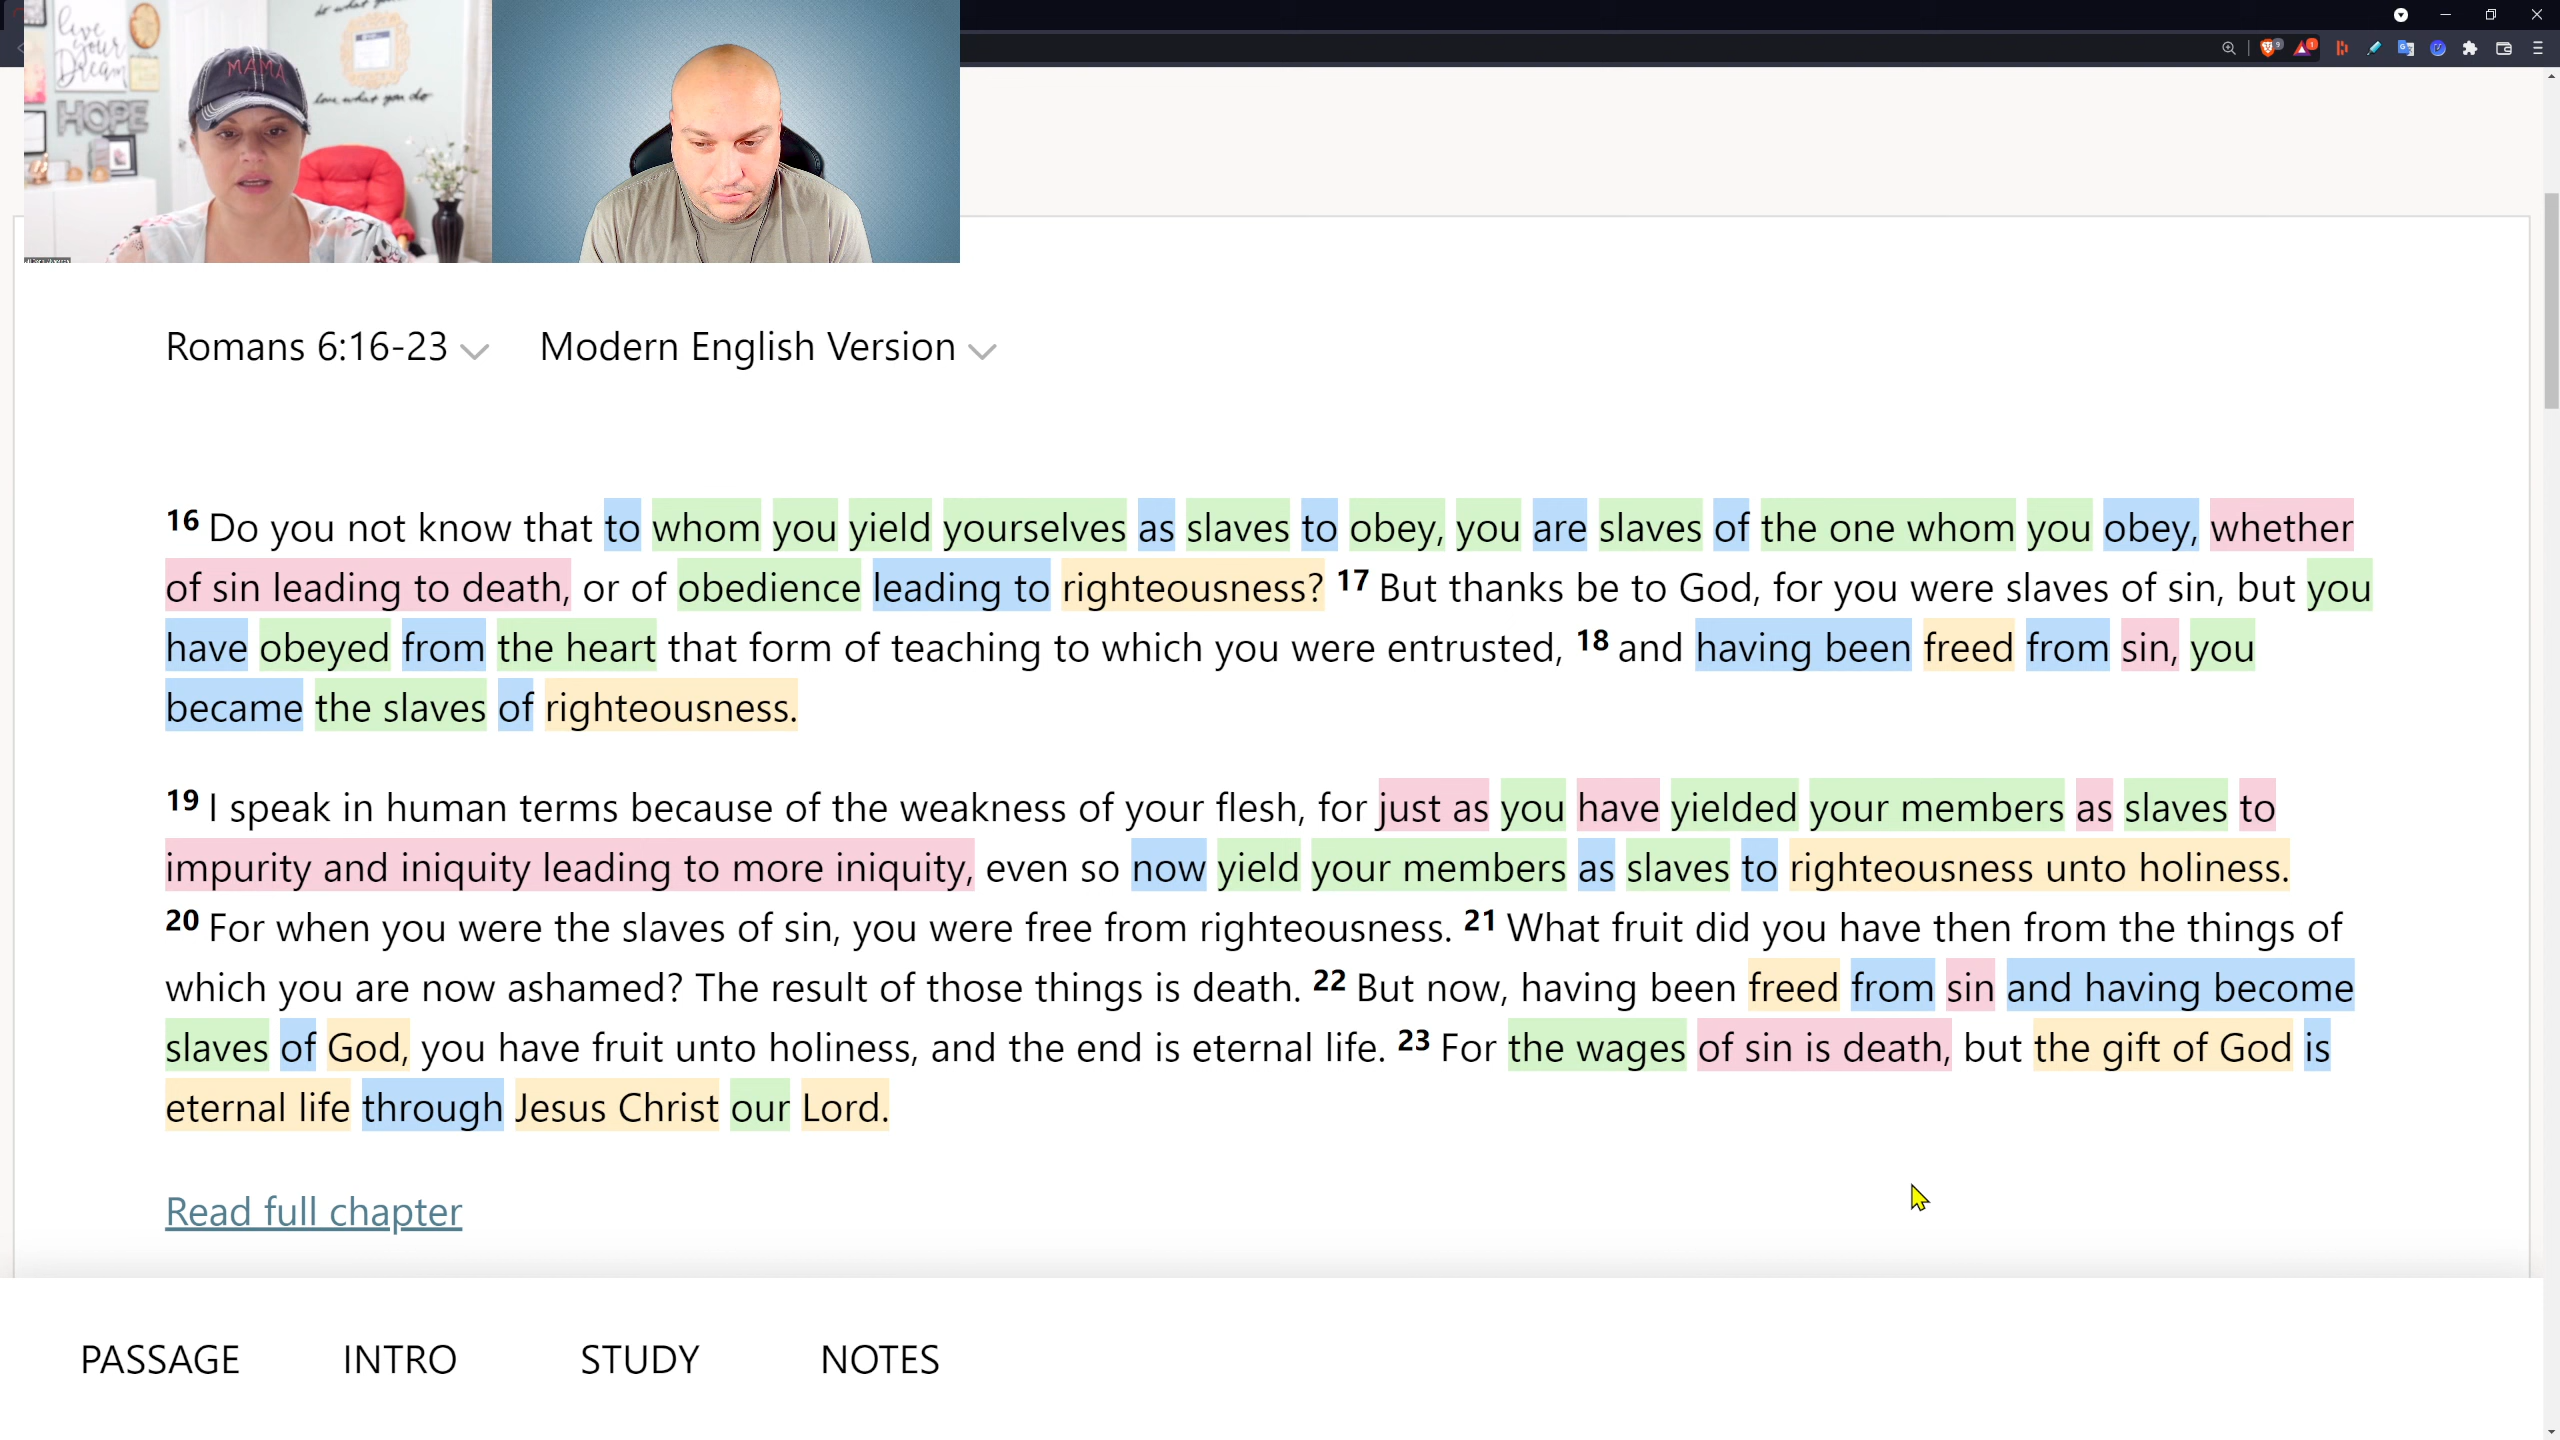 do what you
live
your
Dream
HOPE
MAMA
love what you do
Romans 6:16-23 Modern English Version
16 Do you not know that to whom you yield yourselves as slaves to obey, you are slaves of the one whom you obey, whether
of sin leading to death, or of obedience leading to righteousness? 17 But thanks be to God, for you were slaves of sin, but you
have obeyed from the heart that form of teaching to which you were entrusted, 18 and having been freed from sin, you
became the slaves of righteousness.
19 I speak in human terms because of the weakness of your flesh, for just as you have yielded your members as slaves to
impurity and iniquity leading to more iniquity, even so now yield your members as slaves to righteousness unto holiness.
20 For when you were the slaves of sin, you were free from righteousness. 21 What fruit did you have then from the things of
which you are now ashamed? The result of those things is death. 22 But now, having been freed from sin and having become
slaves of God, you have fruit unto holiness, and the end is eternal life. 23 For the wages of sin is death, but the gift of God is
eternal life through Jesus Christ our Lord.
Read full chapter
PASSAGE INTRO STUDY NOTES